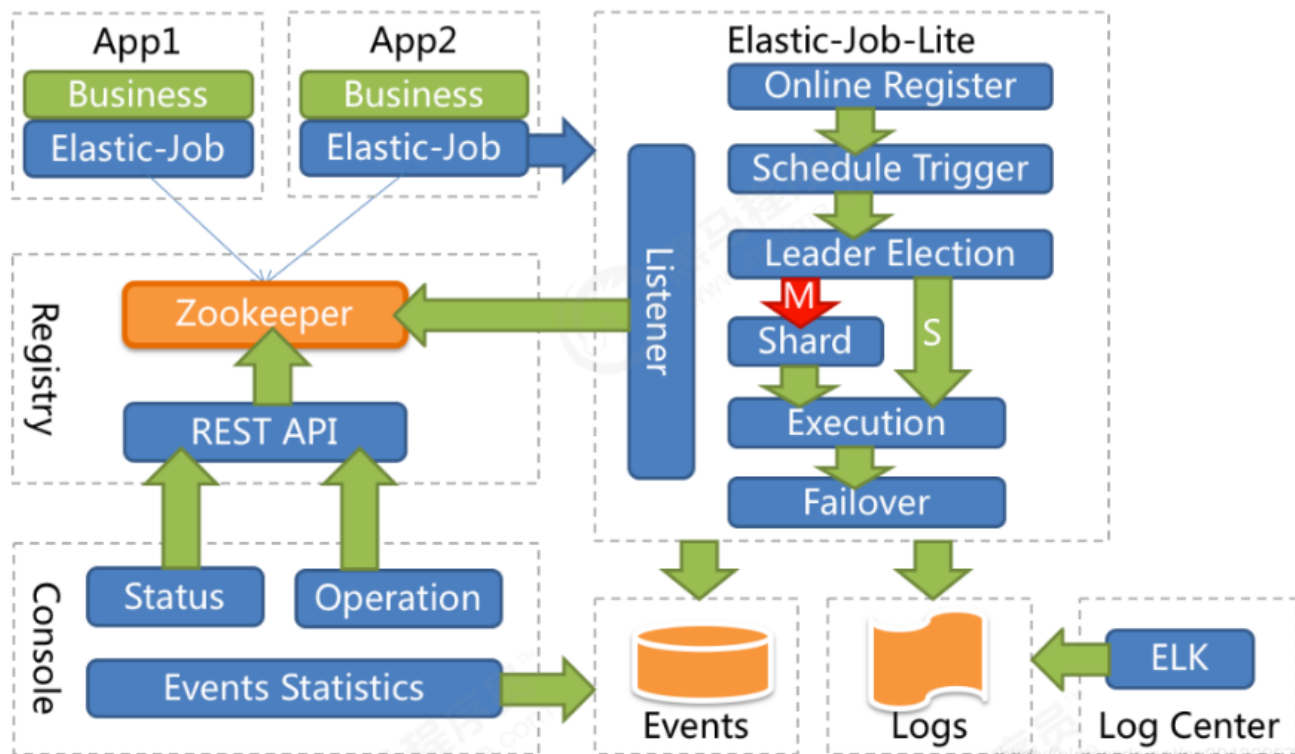 App1
Business
Elastic-Job
App2
Business
Elastic-Job
Elastic-Job-Lite
Online Register
Schedule Trigger
Leader Election
M
S
Shard
Execution
Failover
Listener
Registry
Zookeeper
REST API
Console
Status
Operation
Events Statistics
Events
Logs
ELK
Log Center